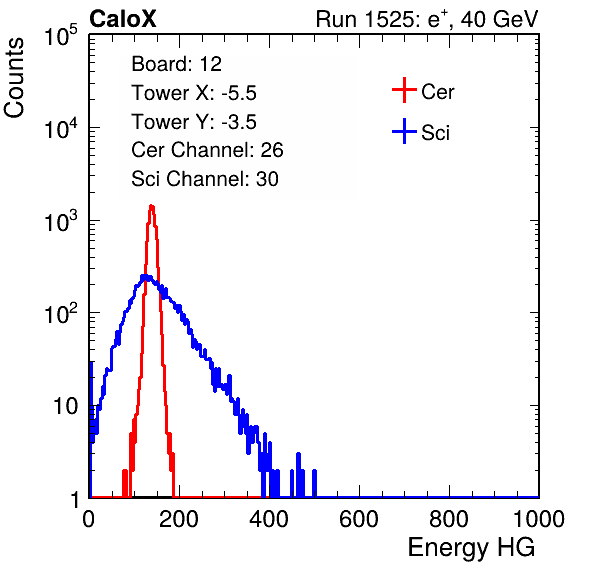 CaloX Run 1525: e⁺, 40 GeV
Counts
10⁵
10⁴
10³
10²
10
1
Board: 12
Tower X: -5.5
Tower Y: -3.5
Cer Channel: 26
Sci Channel: 30
Cer
Sci
0 200 400 600 800 1000
Energy HG